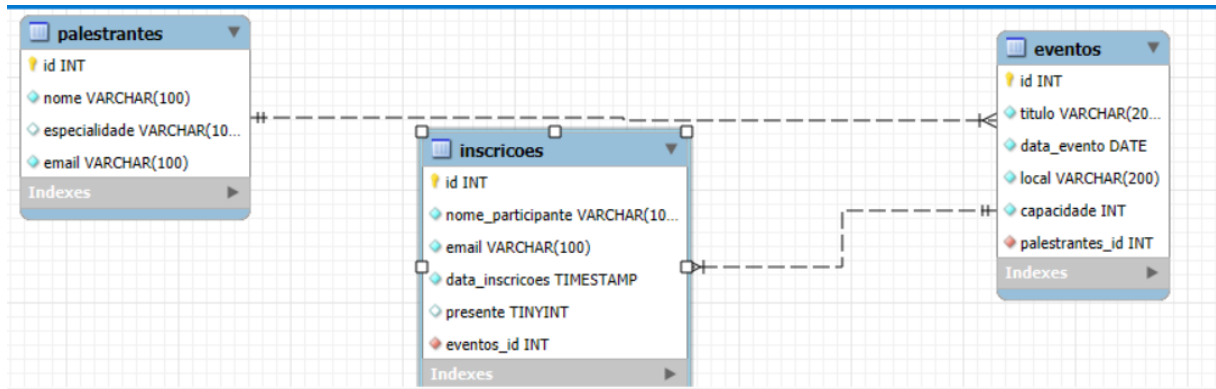 palestrantes
id INT
nome VARCHAR(100)
especialidade VARCHAR(10...
email VARCHAR(100)
Indexes
inscricoes
id INT
nome_participante VARCHAR(10...
email VARCHAR(100)
data_inscricoes TIMESTAMP
presente TINYINT
eventos_id INT
Indexes
eventos
id INT
titulo VARCHAR(20...
data_evento DATE
local VARCHAR(200)
capacidade INT
palestrantes_id INT
Indexes